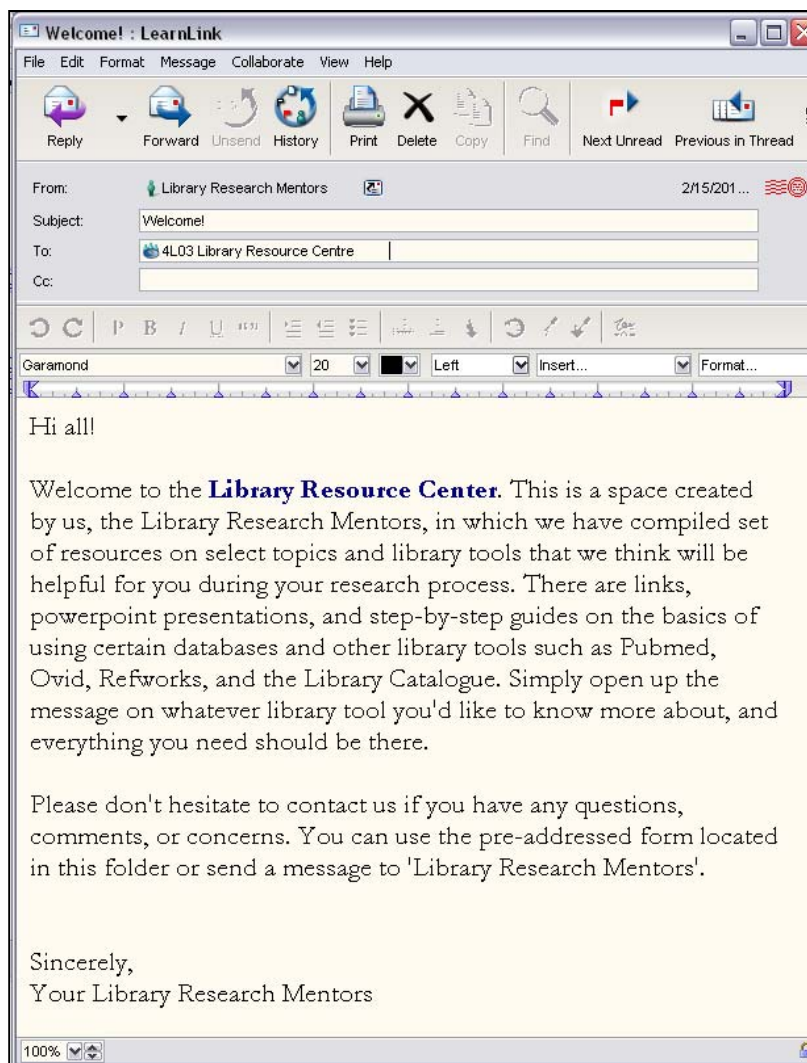 Welcome! : LearnLink
File Edit Format Message Collaborate View Help
Reply Forward Unsend History Print Delete Copy Find Next Unread Previous in Thread
From: Library Research Mentors 2/15/201...
Subject: Welcome!
To: 4L03 Library Resource Centre
Cc:
P B I U
Garamond 20 Left Insert... Format...
Hi all!
Welcome to the Library Resource Center. This is a space created
by us, the Library Research Mentors, in which we have compiled set
of resources on select topics and library tools that we think will be
helpful for you during your research process. There are links,
powerpoint presentations, and step-by-step guides on the basics of
using certain databases and other library tools such as Pubmed,
Ovid, Refworks, and the Library Catalogue. Simply open up the
message on whatever library tool you'd like to know more about, and
everything you need should be there.
Please don't hesitate to contact us if you have any questions,
comments, or concerns. You can use the pre-addressed form located
in this folder or send a message to 'Library Research Mentors'.
Sincerely,
Your Library Research Mentors
100%